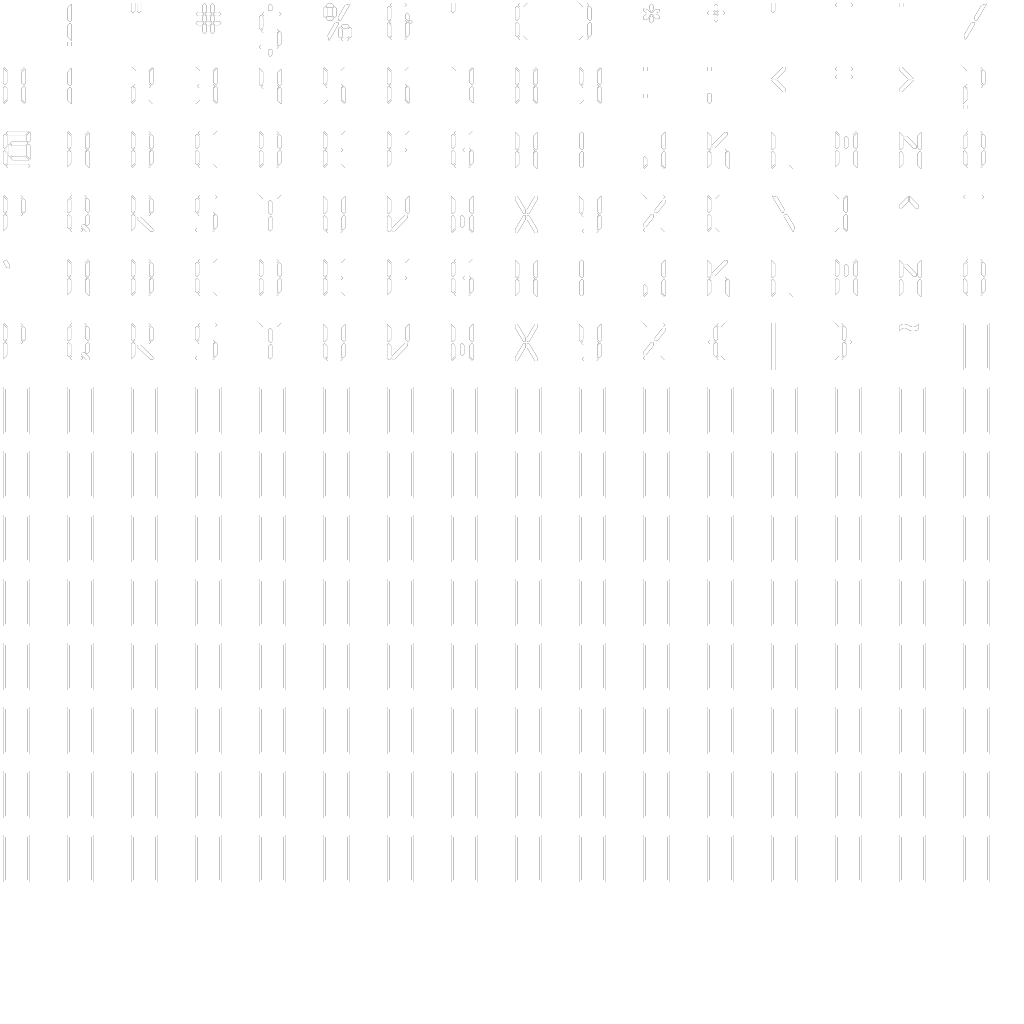 ! " # $ % & ' ( ) * + , - . /
0 1 2 3 4 5 6 7 8 9 : ; < = > ?
@ A B C D E F G H I J K L M N O
P Q R S T U V W X Y Z [ \ ] ^ _
` A B C D E F G H I J K L M N O
P Q R S T U V W X Y Z { | } ~